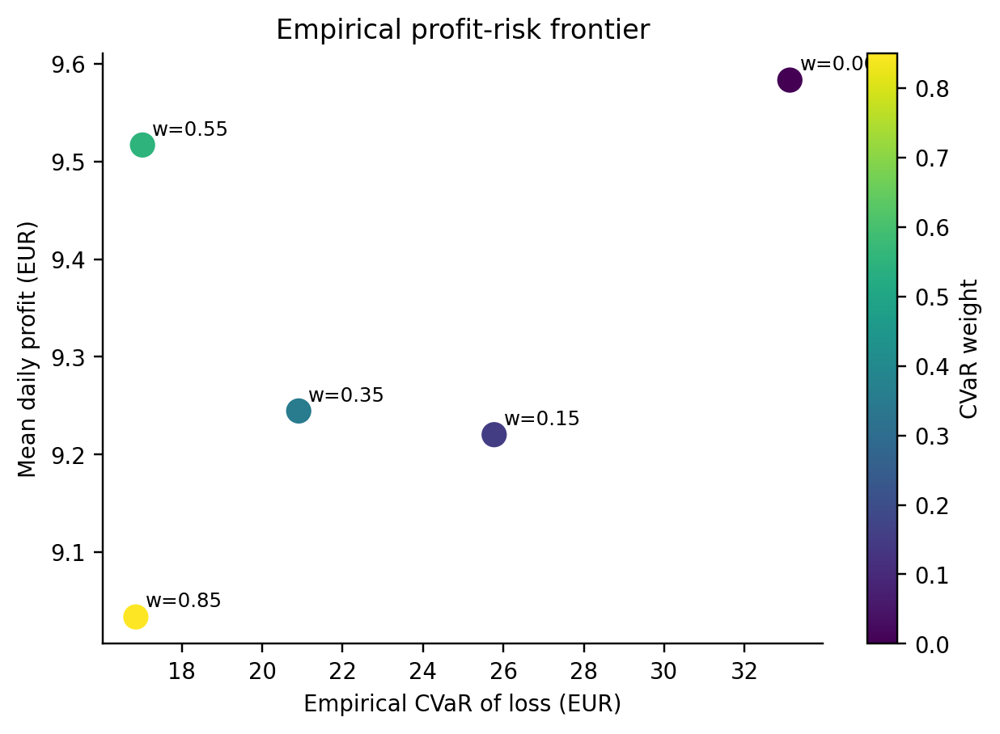 Empirical profit-risk frontier
Mean daily profit (EUR)
9.6
9.5
9.4
9.3
9.2
9.1
w=0.00
w=0.55
w=0.35
w=0.15
w=0.85
18 20 22 24 26 28 30 32
Empirical CVaR of loss (EUR)
0.8
0.7
0.6
0.5
0.4
0.3
0.2
0.1
0.0
CVaR weight